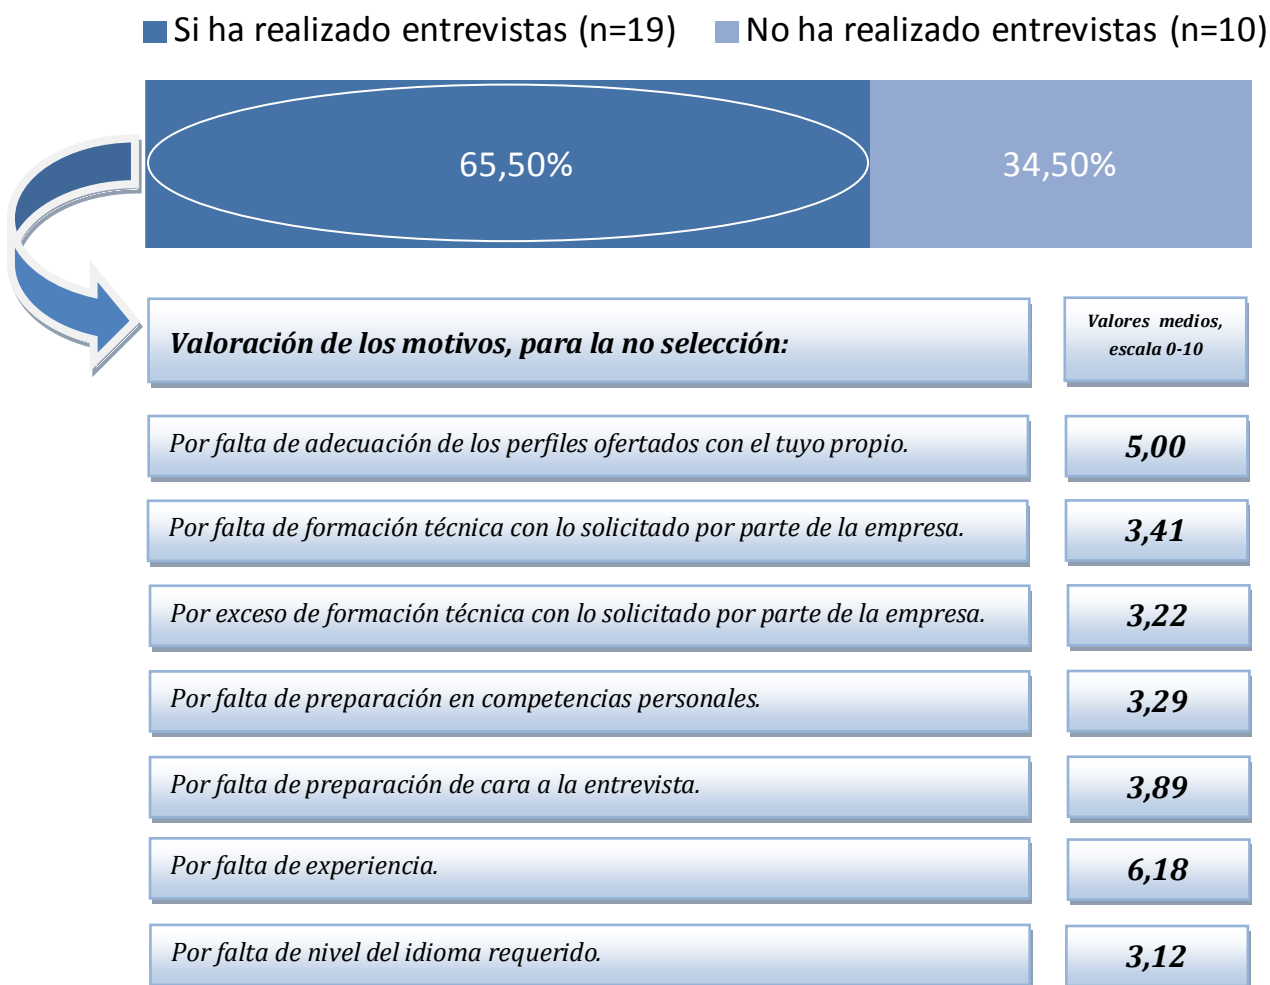 Si ha realizado entrevistas (n=19) No ha realizado entrevistas (n=10)
65,50% 34,50%
Valoración de los motivos, para la no selección:
Valores medios,
escala 0-10
Por falta de adecuación de los perfiles ofertados con el tuyo propio. 5,00
Por falta de formación técnica con lo solicitado por parte de la empresa. 3,41
Por exceso de formación técnica con lo solicitado por parte de la empresa. 3,22
Por falta de preparación en competencias personales. 3,29
Por falta de preparación de cara a la entrevista. 3,89
Por falta de experiencia. 6,18
Por falta de nivel del idioma requerido. 3,12